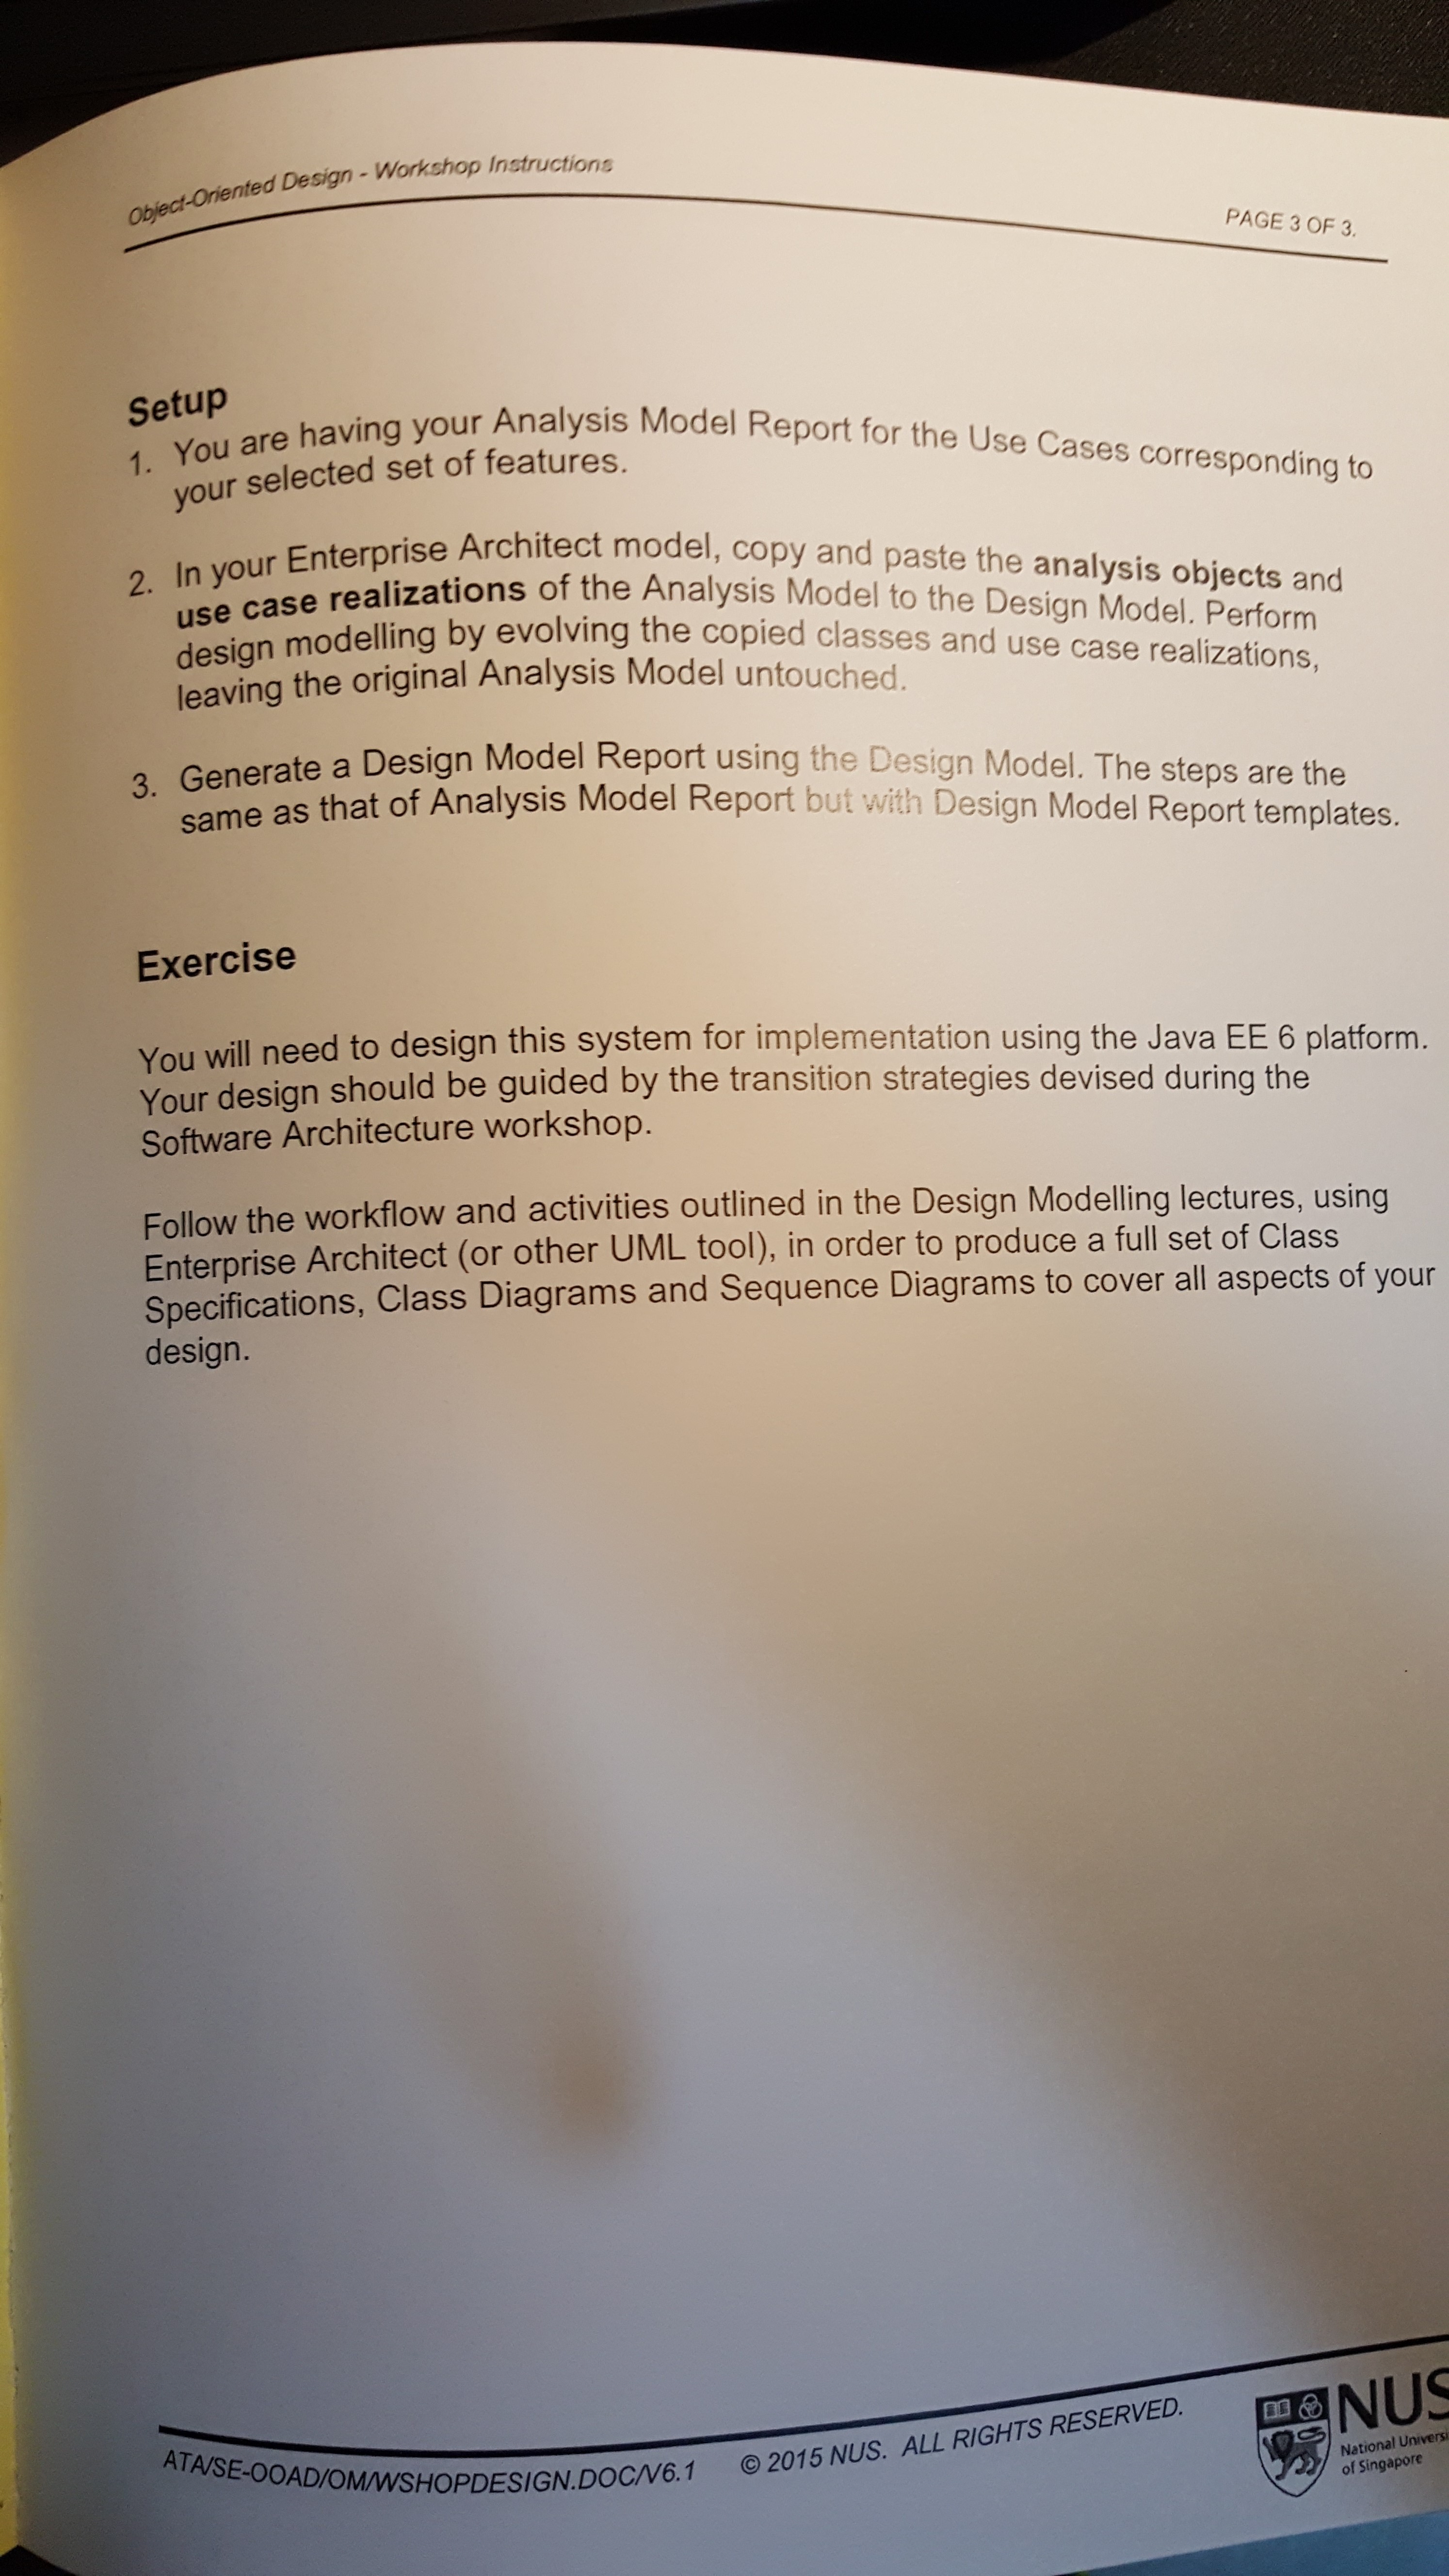 Object-Oriented Design - Workshop Instructions
PAGE 3 OF 3.
Setup
1. You are having your Analysis Model Report for the Use Cases corresponding to
your selected set of features.
2. In your Enterprise Architect model, copy and paste the analysis objects and
use case realizations of the Analysis Model to the Design Model. Perform
design modelling by evolving the copied classes and use case realizations,
leaving the original Analysis Model untouched.
3. Generate a Design Model Report using the Design Model. The steps are the
same as that of Analysis Model Report but with Design Model Report templates.
Exercise
You will need to design this system for implementation using the Java EE 6 platform.
Your design should be guided by the transition strategies devised during the
Software Architecture workshop.
Follow the workflow and activities outlined in the Design Modelling lectures, using
Enterprise Architect (or other UML tool), in order to produce a full set of Class
Specifications, Class Diagrams and Sequence Diagrams to cover all aspects of your
design.
ATA/SE-OOAD/OM/WSHOPDESIGN.DOC/V6.1 © 2015 NUS. ALL RIGHTS RESERVED.
NUS
National Univers
of Singapore